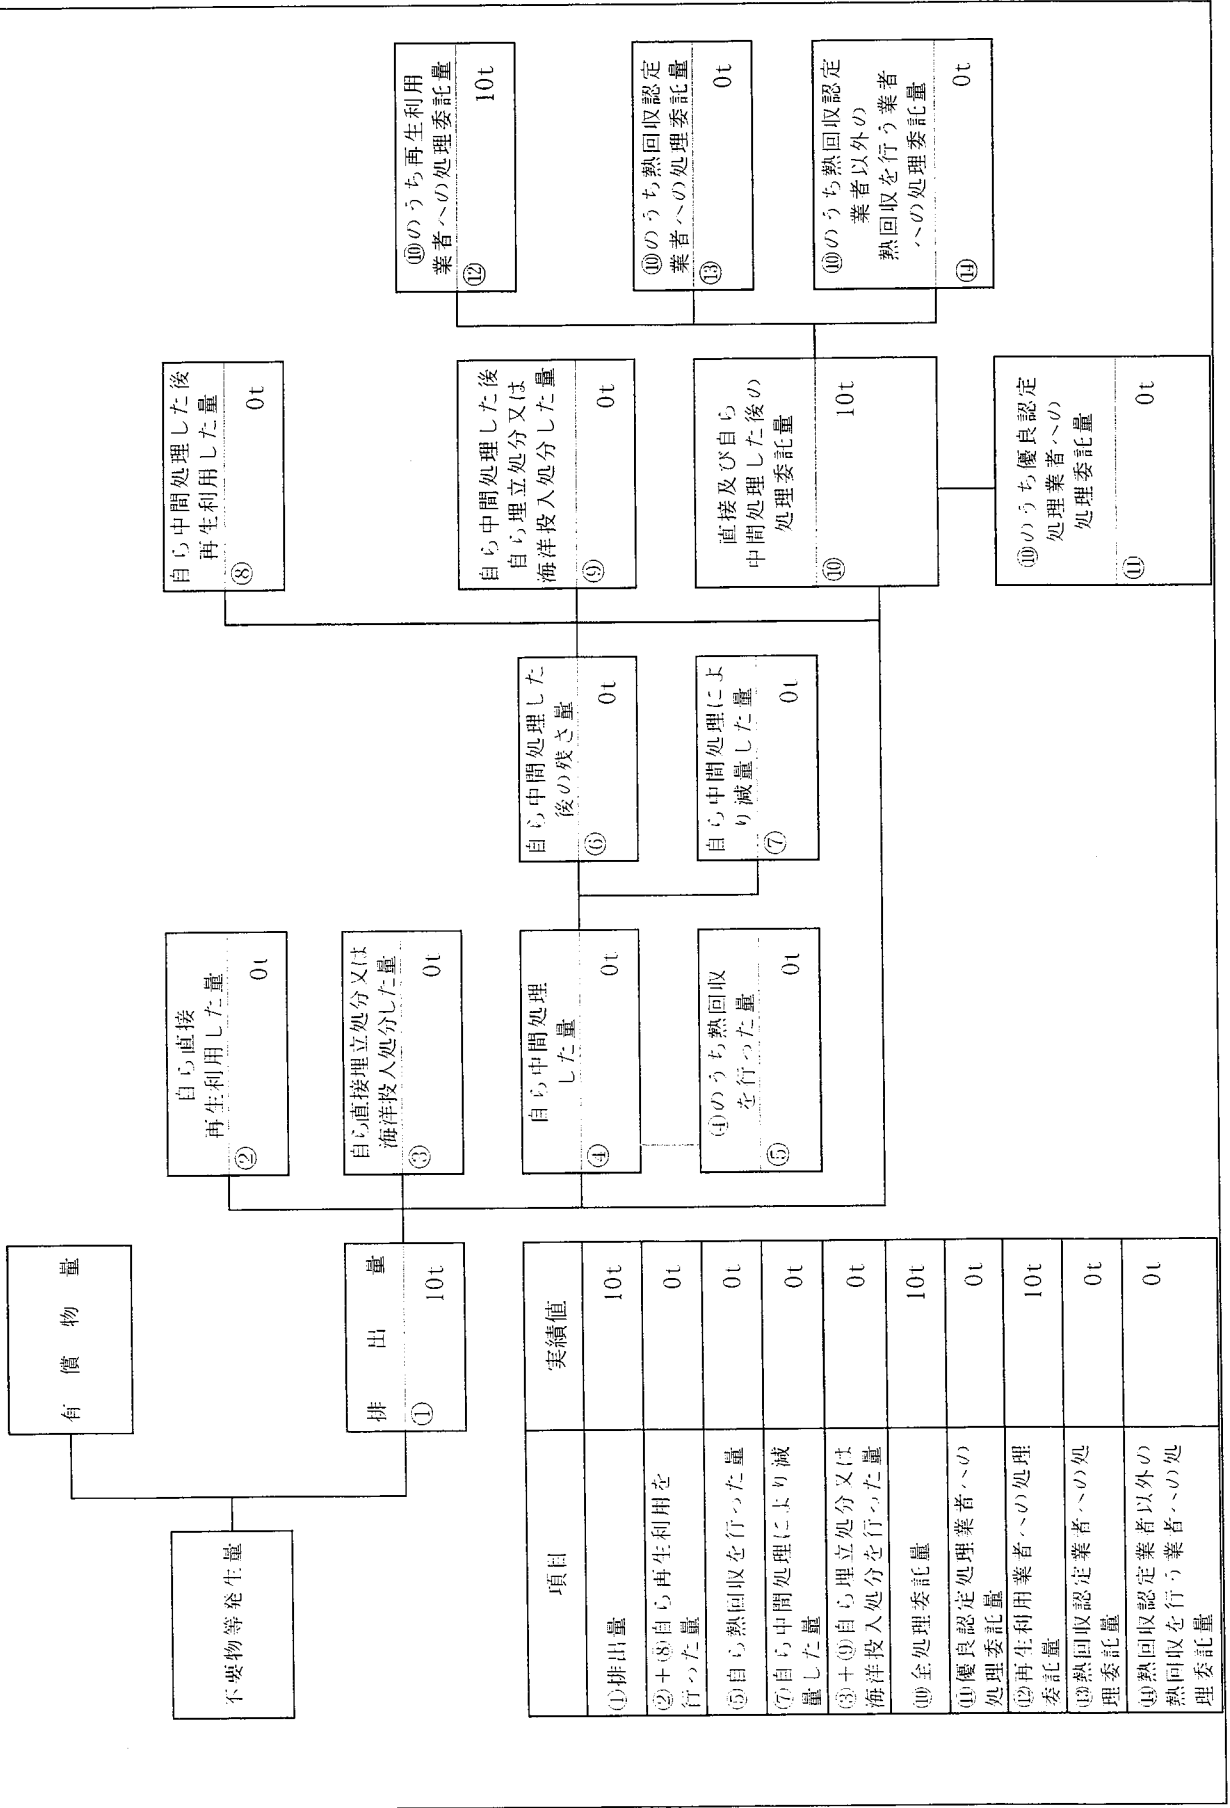 不要物等発生量
有償物量
排出量
① 10t
自ら直接
再生利用した量
② 0t
自ら直接埋立処分又は
海洋投入処分した量
③ 0t
自ら中間処理
した量
④ 0t
④のうち熱回収
を行った量
⑤ 0t
自ら中間処理した
後の残さ量
⑥ 0t
自ら中間処理によ
り減量した量
⑦ 0t
自ら中間処理した後
再生利用した量
⑧ 0t
自ら中間処理した後
自ら埋立処分又は
海洋投入処分した量
⑨ 0t
直接及び自ら
中間処理した後の
処理委託量
⑩ 10t
⑩のうち優良認定
処理業者への
処理委託量
⑪ 0t
⑩のうち再生利用
業者への処理委託量
⑫ 10t
⑩のうち熱回収認定
業者への処理委託量
⑬ 0t
⑩のうち熱回収認定
業者以外の
熱回収を行う業者
への処理委託量
⑭ 0t
項目 実績値
①排出量 10t
②+⑧自ら再生利用を
行った量 0t
⑤自ら熱回収を行った量 0t
⑦自ら中間処理により減
量した量 0t
③+⑨自ら埋立処分又は
海洋投入処分を行った量 0t
⑩全処理委託量 10t
⑪優良認定処理業者への
処理委託量 0t
⑫再生利用業者への処理
委託量 10t
⑬熱回収認定業者への処
理委託量 0t
⑭熱回収認定業者以外の
熱回収を行う業者への処
理委託量 0t